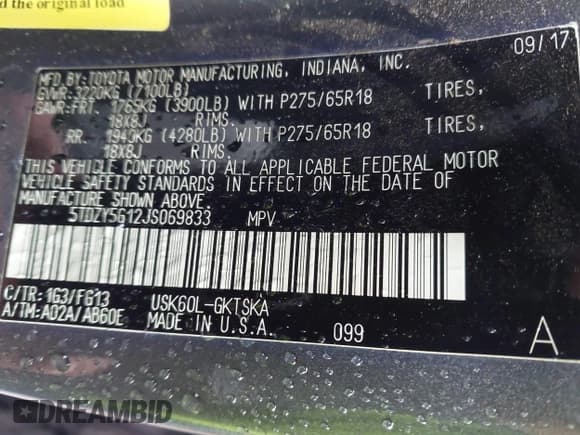 d the original load
09/17
MFD BY: TOYOTA MOTOR MANUFACTURING, INDIANA, INC.
GVWR: 3220KG (7100LB)
GAWR: FRT. 1765KG (3900LB) WITH P275/65R18 TIRES,
18X8J RIMS.
RR. 1943KG (4280LB) WITH P275/65R18 TIRES,
18X8J RIMS.
THIS VEHICLE CONFORMS TO ALL APPLICABLE FEDERAL MOTOR
VEHICLE SAFETY STANDARDS IN EFFECT ON THE DATE OF
MANUFACTURE SHOWN ABOVE.
5TDZY5G12JS069833 MPV
C/TR: 1G3/FG13 USK60L-GKTSKA
A/TM: A02A/AB60E MADE IN U.S.A. 099 A
DREAMBID